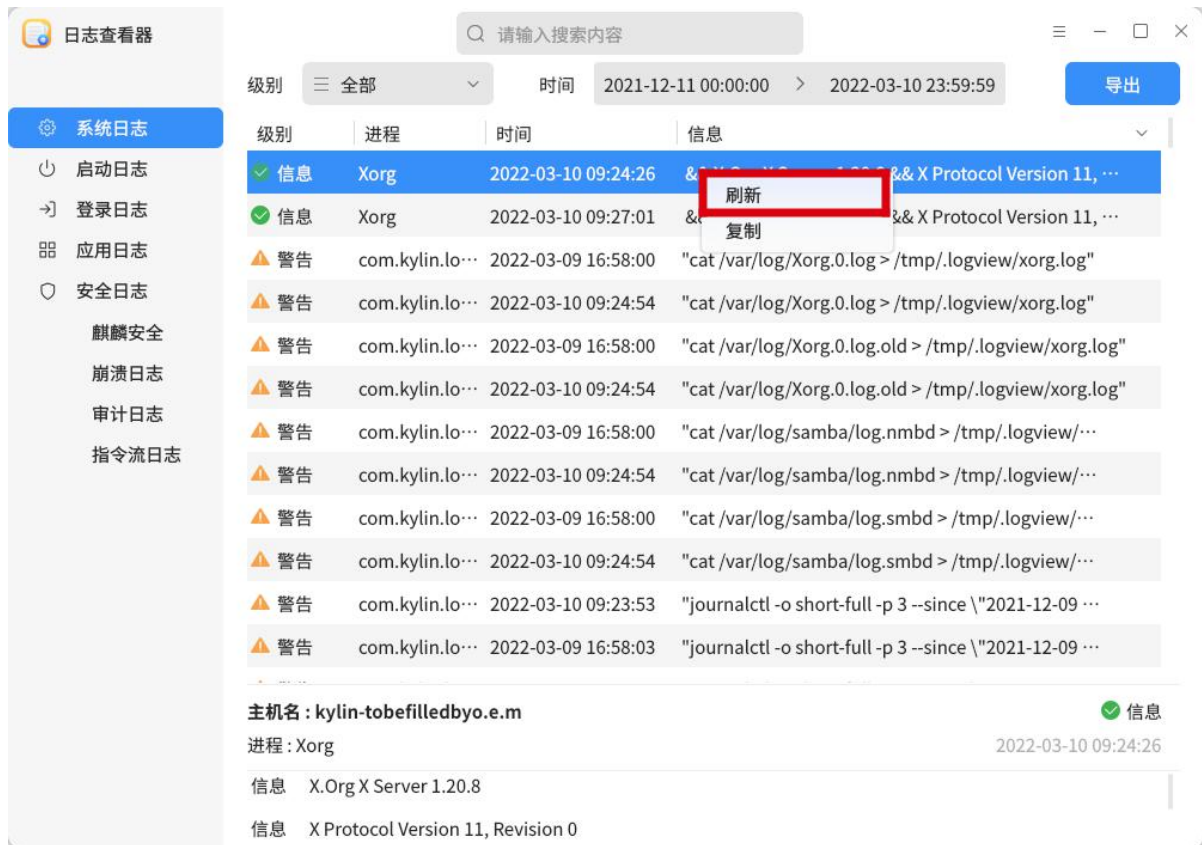 日志查看器
请输入搜索内容
级别 全部 时间 2021-12-11 00:00:00 > 2022-03-10 23:59:59 导出
系统日志
启动日志
登录日志
应用日志
安全日志
麒麟安全
崩溃日志
审计日志
指令流日志
级别 进程 时间 信息
信息 Xorg 2022-03-10 09:24:26 && X Protocol Version 11, ···
信息 Xorg 2022-03-10 09:27:01 && X Protocol Version 11, ···
刷新
复制
警告 com.kylin.lo··· 2022-03-09 16:58:00 "cat /var/log/Xorg.0.log > /tmp/.logview/xorg.log"
警告 com.kylin.lo··· 2022-03-10 09:24:54 "cat /var/log/Xorg.0.log > /tmp/.logview/xorg.log"
警告 com.kylin.lo··· 2022-03-09 16:58:00 "cat /var/log/Xorg.0.log.old > /tmp/.logview/xorg.log"
警告 com.kylin.lo··· 2022-03-10 09:24:54 "cat /var/log/Xorg.0.log.old > /tmp/.logview/xorg.log"
警告 com.kylin.lo··· 2022-03-09 16:58:00 "cat /var/log/samba/log.nmbd > /tmp/.logview/···
警告 com.kylin.lo··· 2022-03-10 09:24:54 "cat /var/log/samba/log.nmbd > /tmp/.logview/···
警告 com.kylin.lo··· 2022-03-09 16:58:00 "cat /var/log/samba/log.smbd > /tmp/.logview/···
警告 com.kylin.lo··· 2022-03-10 09:24:54 "cat /var/log/samba/log.smbd > /tmp/.logview/···
警告 com.kylin.lo··· 2022-03-10 09:23:53 "journalctl -o short-full -p 3 --since \"2021-12-09 ···
警告 com.kylin.lo··· 2022-03-09 16:58:03 "journalctl -o short-full -p 3 --since \"2021-12-09 ···
主机名 : kylin-tobefilledbyo.e.m 信息
进程 : Xorg 2022-03-10 09:24:26
信息 X.Org X Server 1.20.8
信息 X Protocol Version 11, Revision 0